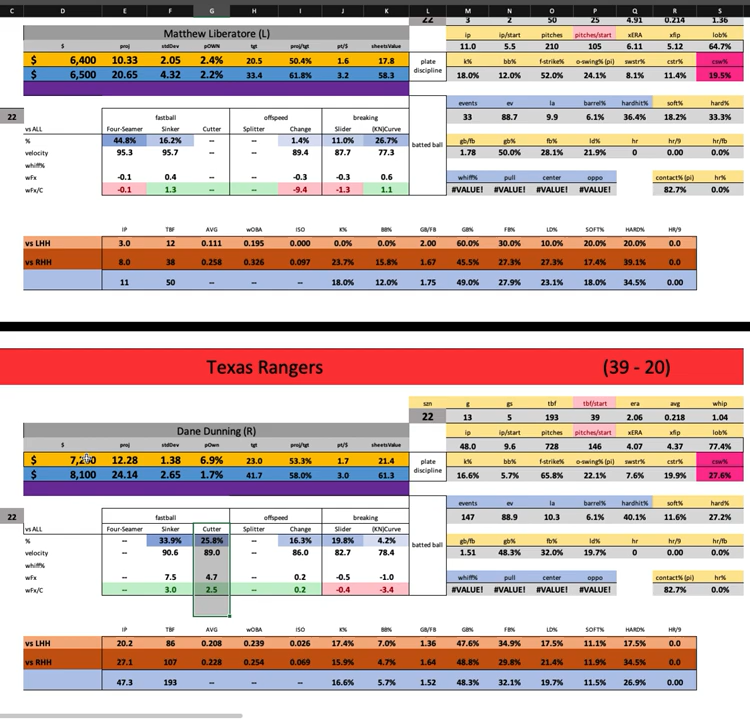 C D E F G H I J K L M N O P Q R S
22 3 2 50 25 4.91 0.214 1.36
Matthew Liberatore (L) ip ip/start pitches pitches/start xERA xfip lob%
$ proj stdDev pOWN tgt proj/tgt pt/$ sheetsValue 11.0 5.5 210 105 6.11 5.12 64.7%
$ 6,400 10.33 2.05 2.4% 20.5 50.4% 1.6 17.8 plate discipline k% bb% f-strike% o-swing% (pi) swstr% cstr% csw%
$ 6,500 20.65 4.32 2.2% 33.4 61.8% 3.2 58.3 18.0% 12.0% 52.0% 24.1% 8.1% 11.4% 19.5%
events ev la barrel% hardhit% soft% hard%
22 fastball offspeed breaking 33 88.7 9.9 6.1% 36.4% 18.2% 33.3%
vs ALL Four-Seamer Sinker Cutter Splitter Change Slider (KN)Curve
% 44.8% 16.2% -- -- 1.4% 11.0% 26.7% batted ball gb/fb gb% fb% ld% hr hr/9 hr/fb
velocity 95.3 95.7 -- -- 89.4 87.7 77.3 1.78 50.0% 28.1% 21.9% 0 0.00 0.0%
whiff%
wFx -0.1 0.4 -- -- -0.3 -0.3 0.6 whiff% pull center oppo contact% (pi) hr%
wFx/C -0.1 1.3 -- -- -9.4 -1.3 1.1 #VALUE! #VALUE! #VALUE! #VALUE! 82.7% 0.0%
IP TBF AVG wOBA ISO K% BB% GB/FB GB% FB% LD% SOFT% HARD% HR/9
vs LHH 3.0 12 0.111 0.195 0.000 0.0% 0.0% 2.00 60.0% 30.0% 10.0% 20.0% 20.0% 0.0
vs RHH 8.0 38 0.258 0.326 0.097 23.7% 15.8% 1.67 45.5% 27.3% 27.3% 17.4% 39.1% 0.0
11 50 -- -- -- 18.0% 12.0% 1.75 49.0% 27.9% 23.1% 18.0% 34.5% 0.00
Texas Rangers (39 - 20)
szn g gs tbf tbf/start era avg whip
22 13 5 193 39 2.06 0.218 1.04
Dane Dunning (R) ip ip/start pitches pitches/start xERA xfip lob%
$ proj stdDev pOwn tgt proj/tgt pt/$ sheetsValue 48.0 9.6 728 146 4.07 4.37 77.4%
$ 12.28 1.38 6.9% 23.0 53.3% 1.7 21.4 plate discipline k% bb% f-strike% o-swing% (pi) swstr% cstr% csw%
$ 8,100 24.14 2.65 1.7% 41.7 58.0% 3.0 61.3 16.6% 5.7% 65.8% 22.1% 7.6% 19.9% 27.6%
events ev la barrel% hardhit% soft% hard%
22 fastball offspeed breaking 147 88.9 10.3 6.1% 40.1% 11.6% 27.2%
vs ALL Four-Seamer Sinker Cutter Splitter Change Slider (KN)Curve
% -- 33.9% 25.8% -- 16.3% 19.8% 4.2% batted ball gb/fb gb% fb% ld% hr hr/9 hr/fb
velocity -- 90.6 89.0 -- 86.0 82.7 78.4 1.51 48.3% 32.0% 19.7% 0 0.00 0.0%
whiff%
wFx -- 7.5 4.7 -- 0.2 -0.5 -1.0 whiff% pull center oppo contact% (pi) hr%
wFx/C -- 3.0 2.5 -- 0.2 -0.4 -3.4 #VALUE! #VALUE! #VALUE! #VALUE! 82.7% 0.0%
IP TBF AVG wOBA ISO K% BB% GB/FB GB% FB% LD% SOFT% HARD% HR/9
vs LHH 20.2 86 0.208 0.239 0.026 17.4% 7.0% 1.36 47.6% 34.9% 17.5% 11.1% 17.5% 0.0
vs RHH 27.1 107 0.228 0.254 0.069 15.9% 4.7% 1.64 48.8% 29.8% 21.4% 11.9% 34.5% 0.0
47.3 193 -- -- -- 16.6% 5.7% 1.52 48.3% 32.1% 19.7% 11.5% 26.9% 0.00